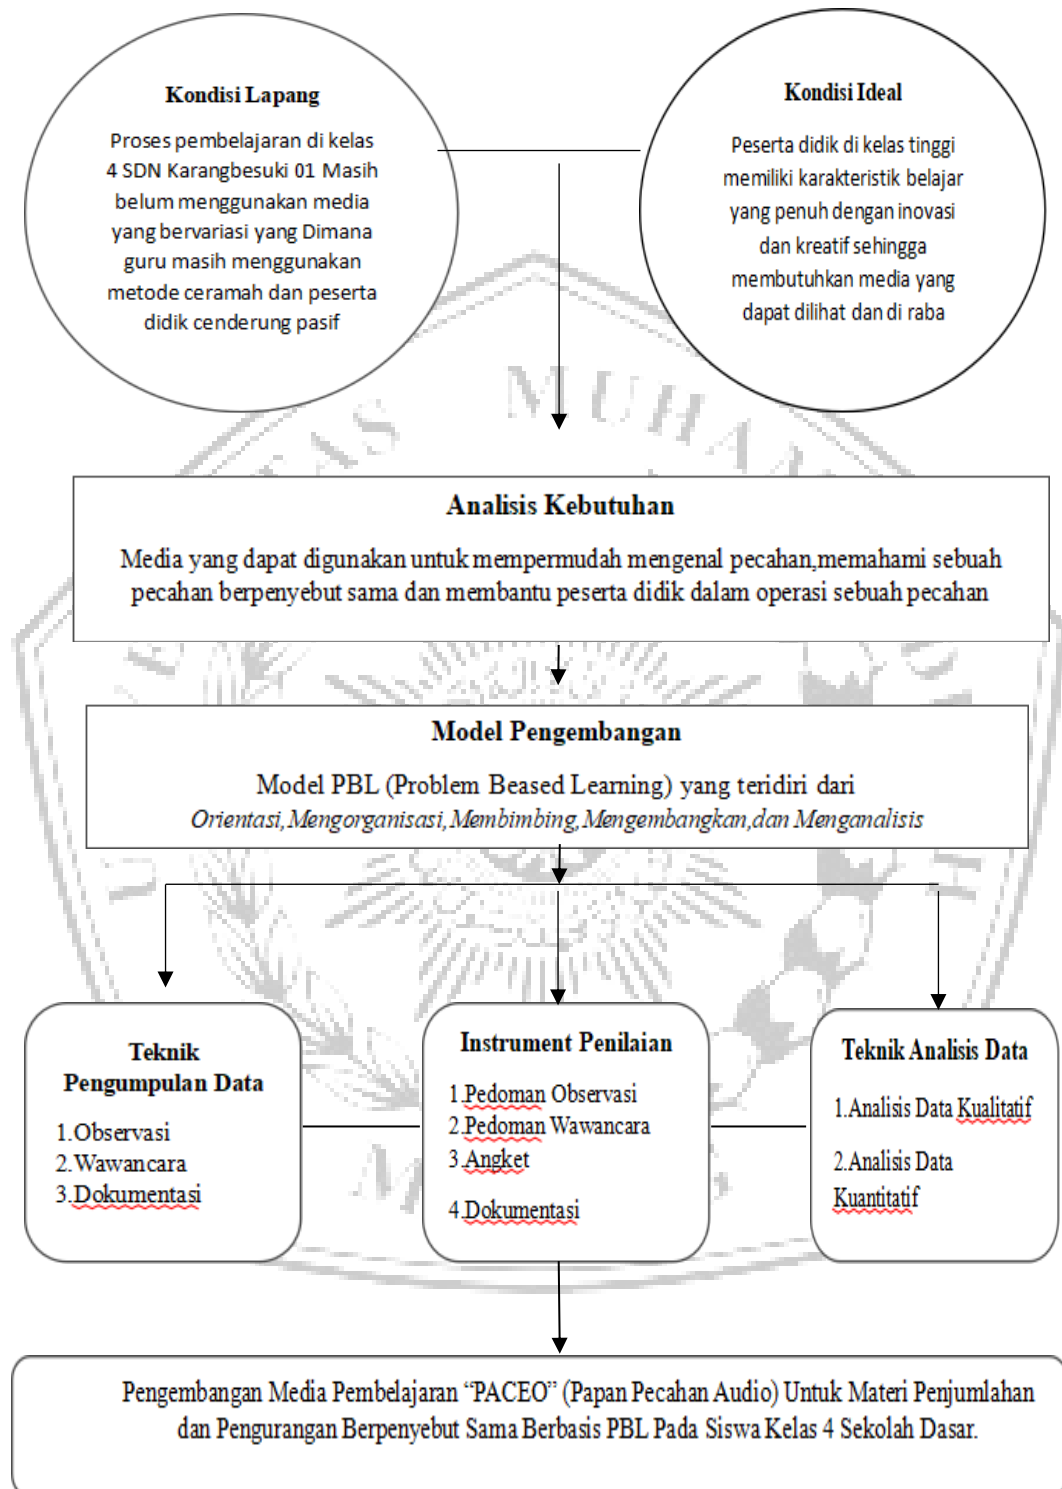 Kondisi Lapang
Proses pembelajaran di kelas
4 SDN Karangbesuki 01 Masih
belum menggunakan media
yang bervariasi yang Dimana
guru masih menggunakan
metode ceramah dan peserta
didik cenderung pasif
Kondisi Ideal
Peserta didik di kelas tinggi
memiliki karakteristik belajar
yang penuh dengan inovasi
dan kreatif sehingga
membutuhkan media yang
dapat dilihat dan di raba
Analisis Kebutuhan
Media yang dapat digunakan untuk mempermudah mengenal pecahan,memahami sebuah
pecahan berpenyebut sama dan membantu peserta didik dalam operasi sebuah pecahan
Model Pengembangan
Model PBL (Problem Beased Learning) yang teridiri dari
Orientasi,Mengorganisasi,Membimbing,Mengembangkan,dan Menganalisis
Teknik
Pengumpulan Data
1.Observasi
2.Wawancara
3.Dokumentasi
Instrument Penilaian
1.Pedoman Observasi
2.Pedoman Wawancara
3.Angket
4.Dokumentasi
Teknik Analisis Data
1.Analisis Data Kualitatif
2.Analisis Data
Kuantitatif
Pengembangan Media Pembelajaran “PACEO” (Papan Pecahan Audio) Untuk Materi Penjumlahan
dan Pengurangan Berpenyebut Sama Berbasis PBL Pada Siswa Kelas 4 Sekolah Dasar.